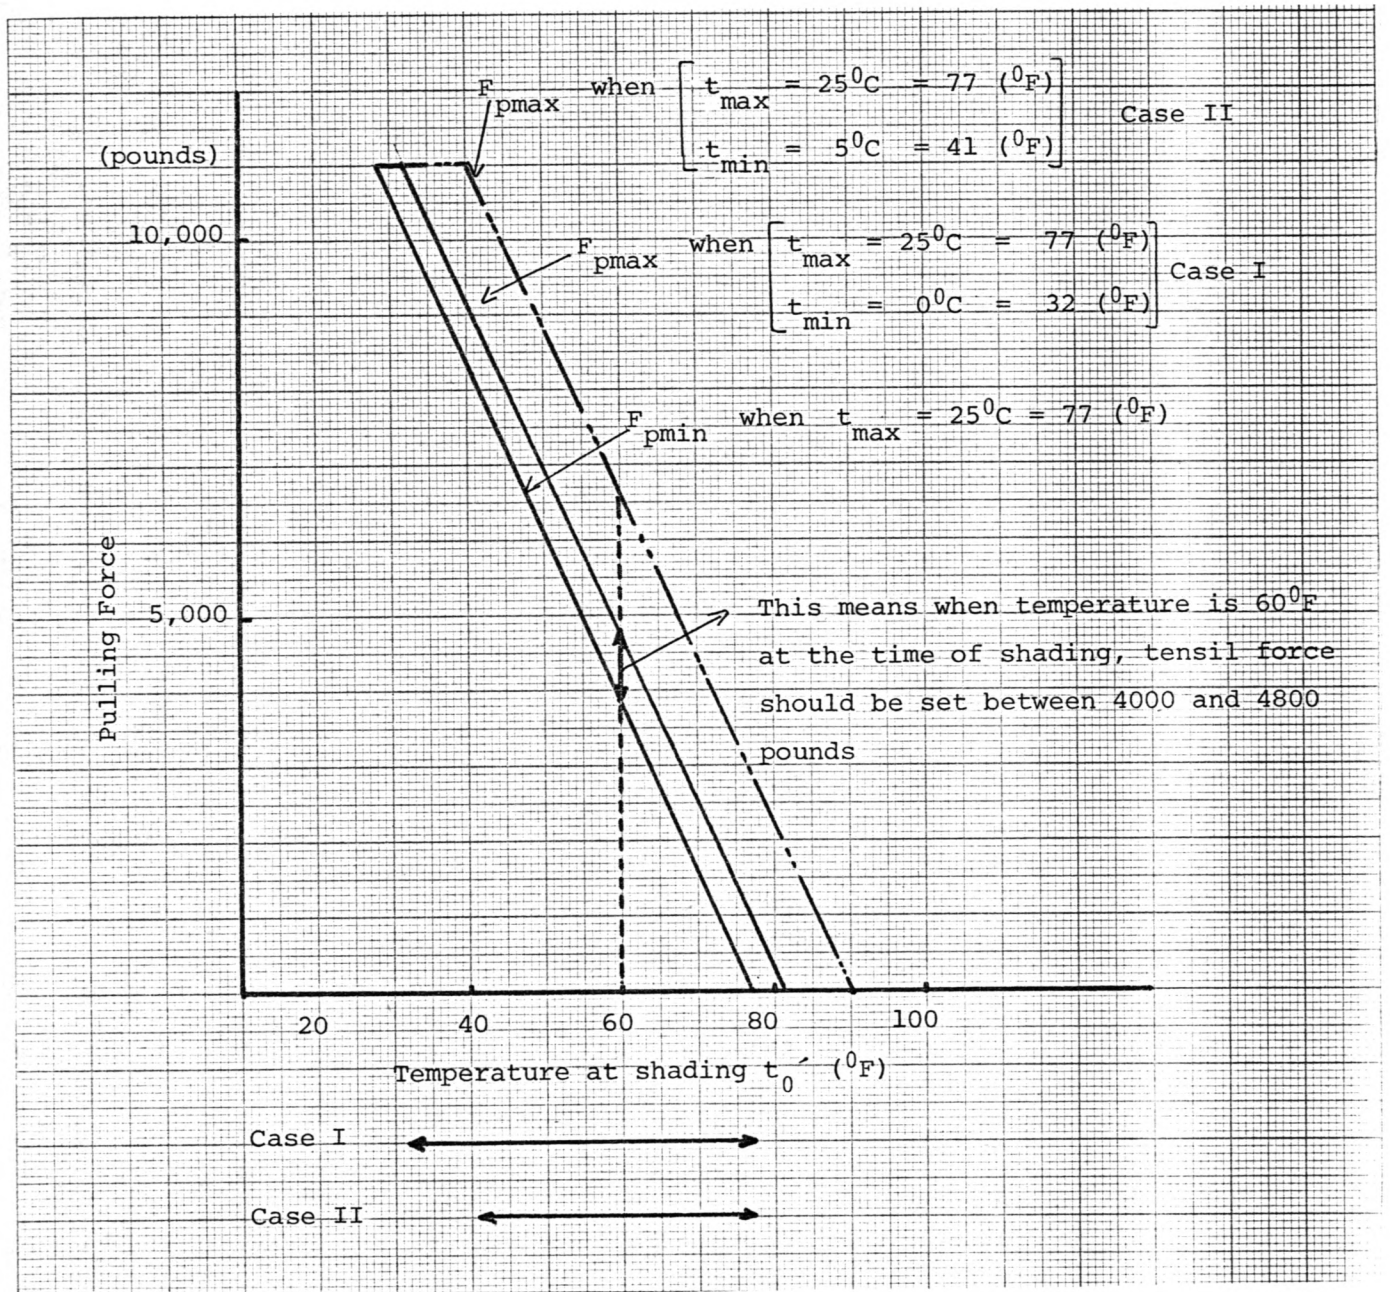 F pmax when [ t max = 25⁰C = 77 (⁰F)
t min = 5⁰C = 41 (⁰F) ] Case II
(pounds)
10,000
F pmax when [ t max = 25⁰C = 77 (⁰F)
t min = 0⁰C = 32 (⁰F) ] Case I
F pmin when t max = 25⁰C = 77 (⁰F)
Pulling Force
5,000
This means when temperature is 60⁰F
at the time of shading, tensil force
should be set between 4000 and 4800
pounds
20 40 60 80 100
Temperature at shading t₀′ (⁰F)
Case I
Case II